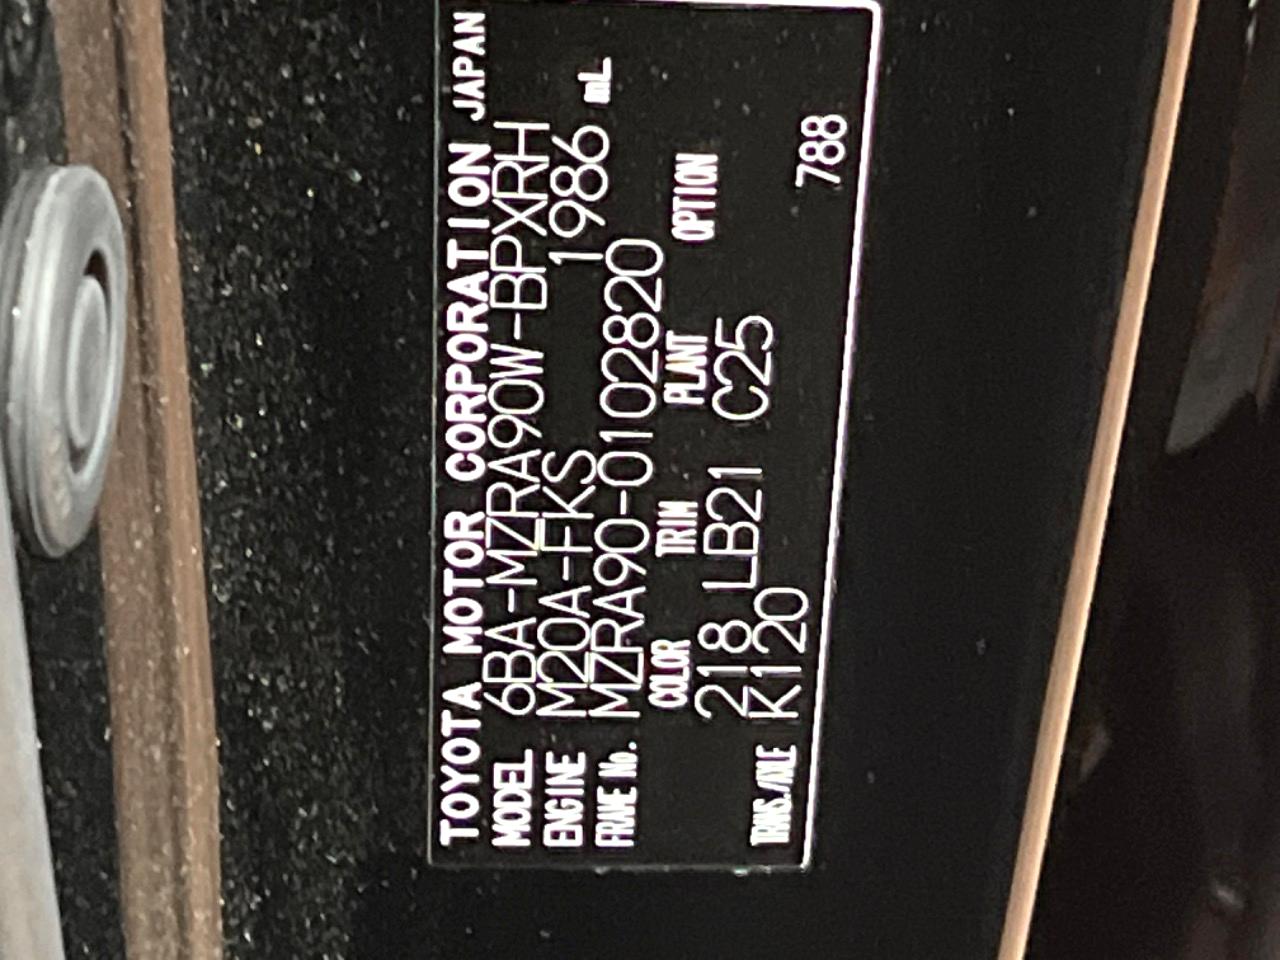 TOYOTA MOTOR CORPORATION JAPAN
MODEL 6BA-MZRA90W-BPXRH
ENGINE M20A-FKS 1986 mL
FRAME No. MZRA90-0102820
COLOR TRIM PLANT OPTION
218 LB21 C25
TRANS./AXLE K120 788